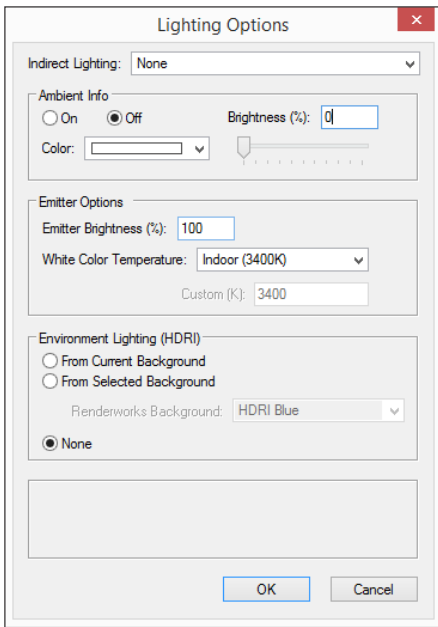 Lighting Options
Indirect Lighting: None
Ambient Info
On Off Brightness (%): 0
Color:
Emitter Options
Emitter Brightness (%): 100
White Color Temperature: Indoor (3400K)
Custom (K): 3400
Environment Lighting (HDRI)
From Current Background
From Selected Background
Renderworks Background: HDRI Blue
None
OK Cancel